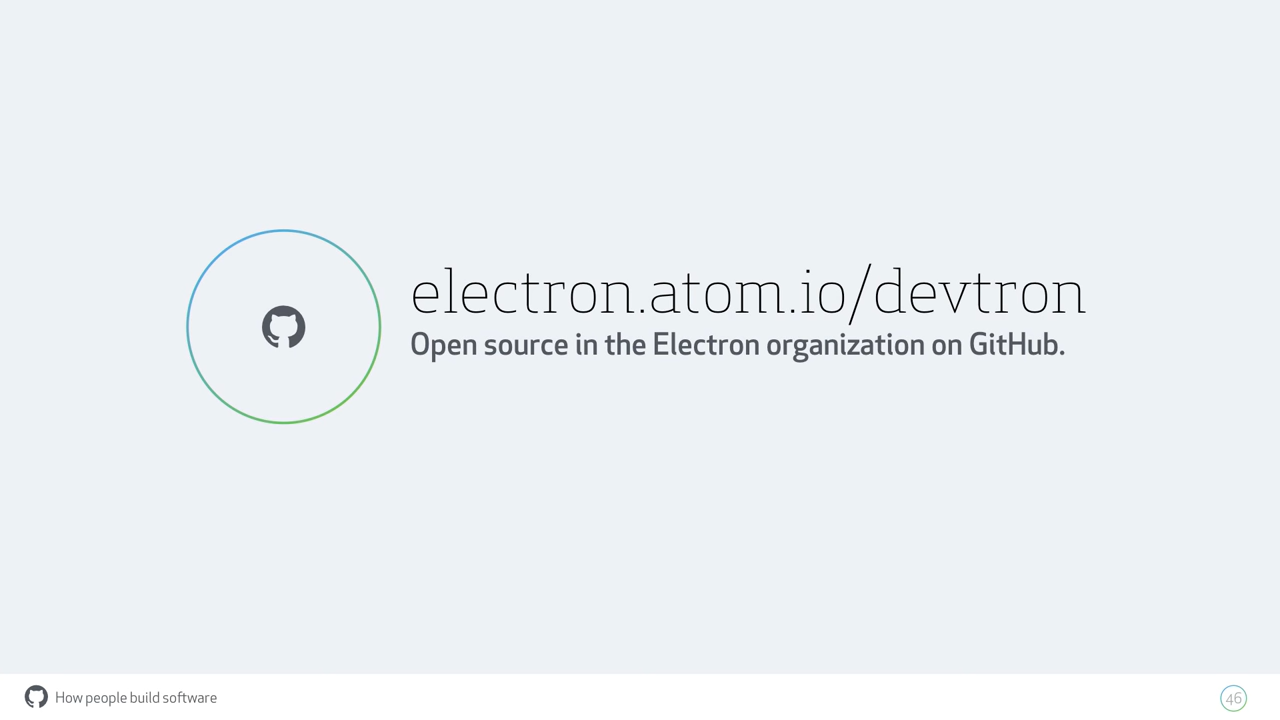 electron.atom.io/devtron
Open source in the Electron organization on GitHub.
How people build software
46